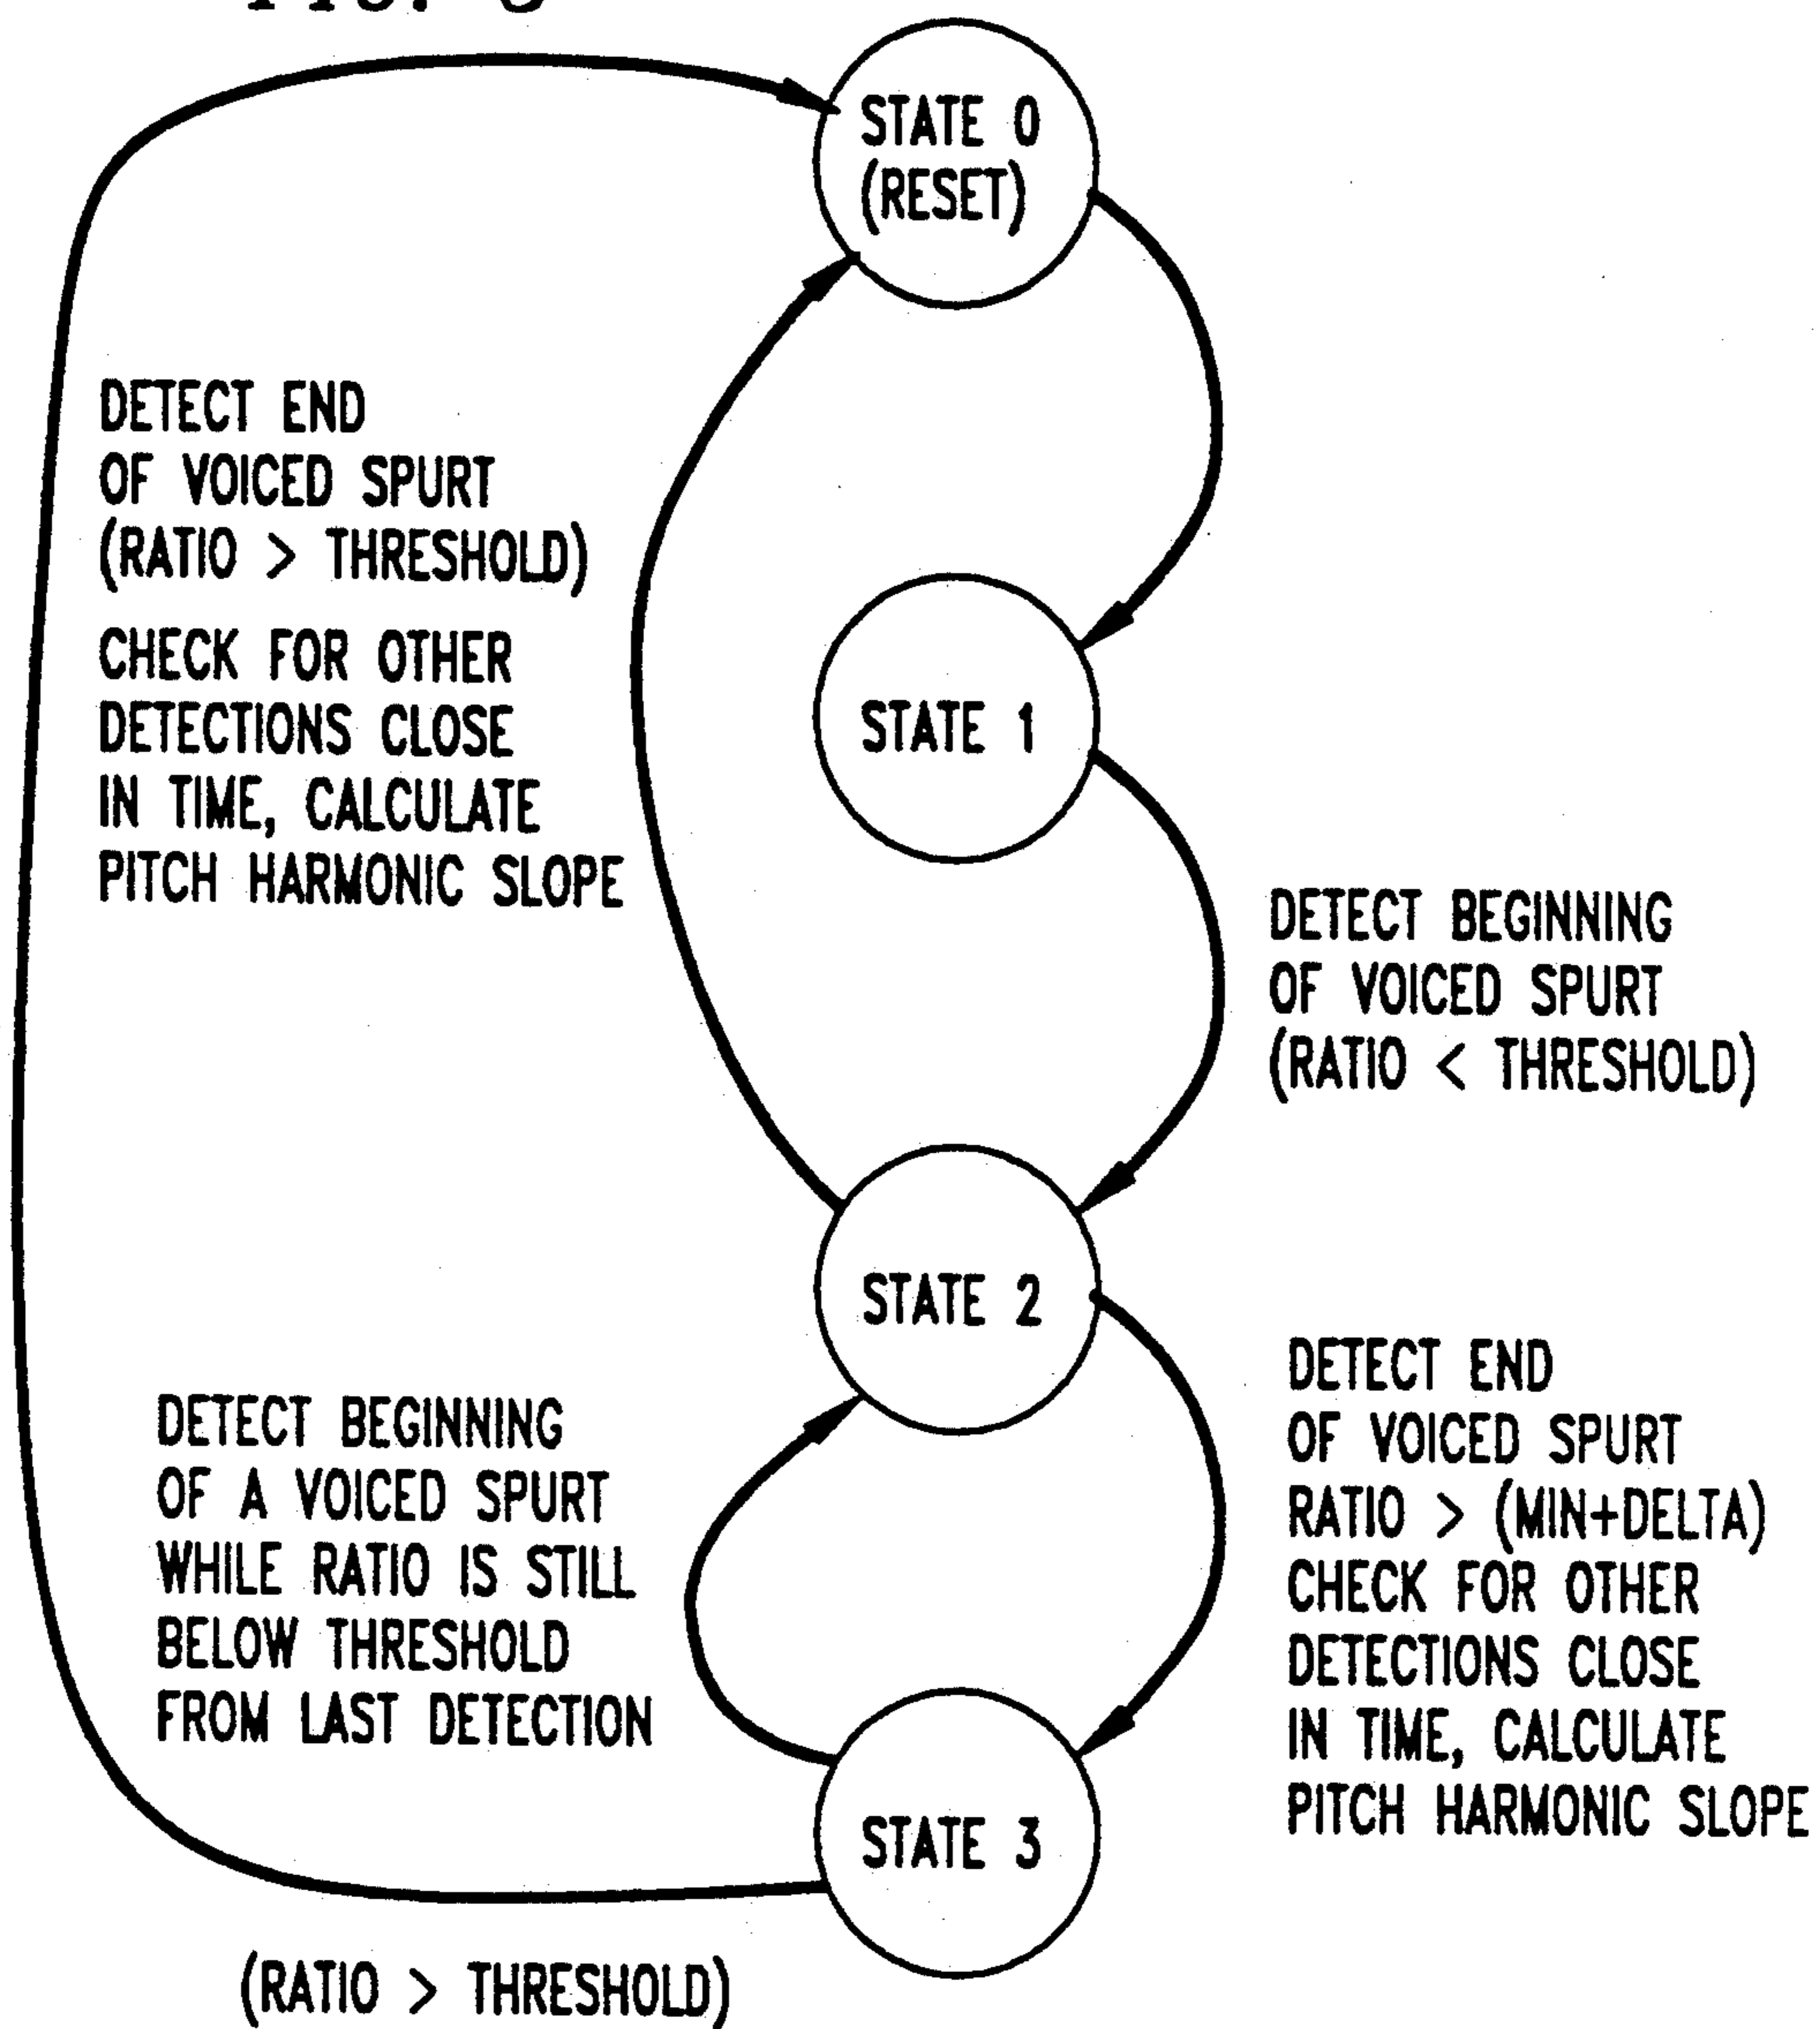 STATE 0
(RESET)
DETECT END
OF VOICED SPURT
(RATIO > THRESHOLD)
CHECK FOR OTHER
DETECTIONS CLOSE
IN TIME, CALCULATE
PITCH HARMONIC SLOPE
STATE 1
DETECT BEGINNING
OF VOICED SPURT
(RATIO < THRESHOLD)
STATE 2
DETECT END
OF VOICED SPURT
RATIO > (MIN+DELTA)
CHECK FOR OTHER
DETECTIONS CLOSE
IN TIME, CALCULATE
PITCH HARMONIC SLOPE
DETECT BEGINNING
OF A VOICED SPURT
WHILE RATIO IS STILL
BELOW THRESHOLD
FROM LAST DETECTION
STATE 3
(RATIO > THRESHOLD)